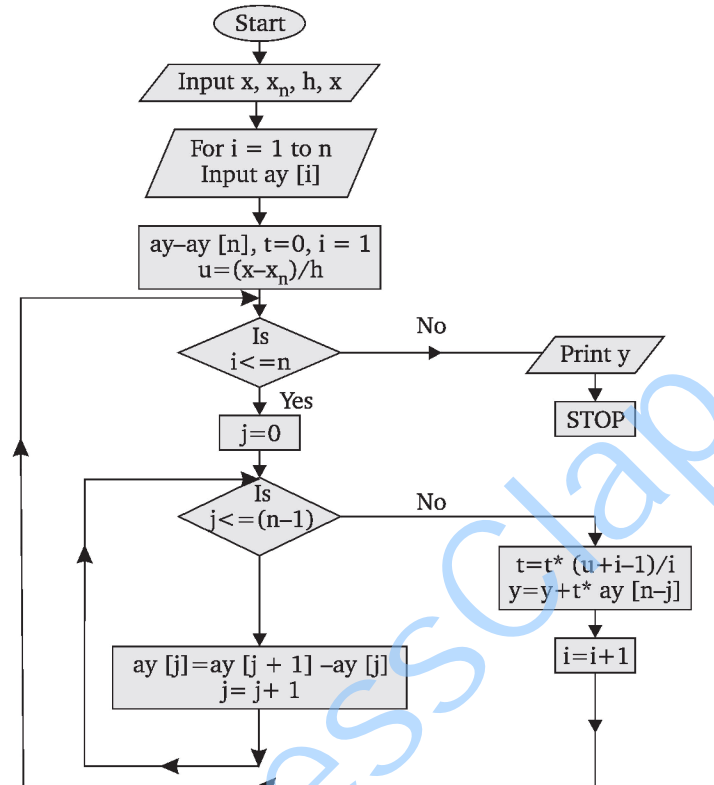 Start
Input x, xₙ, h, x
For i = 1 to n
Input ay [i]
ay–ay [n], t=0, i = 1
u=(x–xₙ)/h
Is
i<=n
No
Print y
STOP
Yes
j=0
Is
j<=(n–1)
No
t=t* (u+i–1)/i
y=y+t* ay [n–j]
i=i+1
ay [j]=ay [j + 1] –ay [j]
j= j+ 1